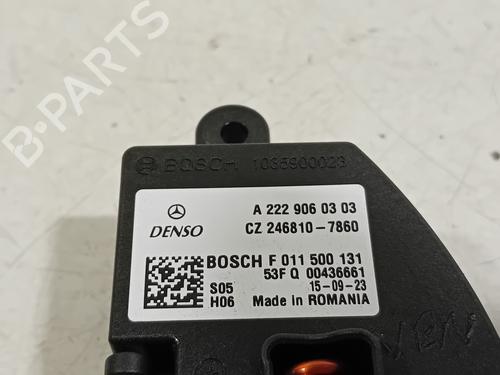 BOSCH 1035900023
A 222 906 03 03
DENSO
CZ 246810-7860
BOSCH F 011 500 131
53F Q 00436661
S05
15-09-23
H06
Made in ROMANIA
B-Parts